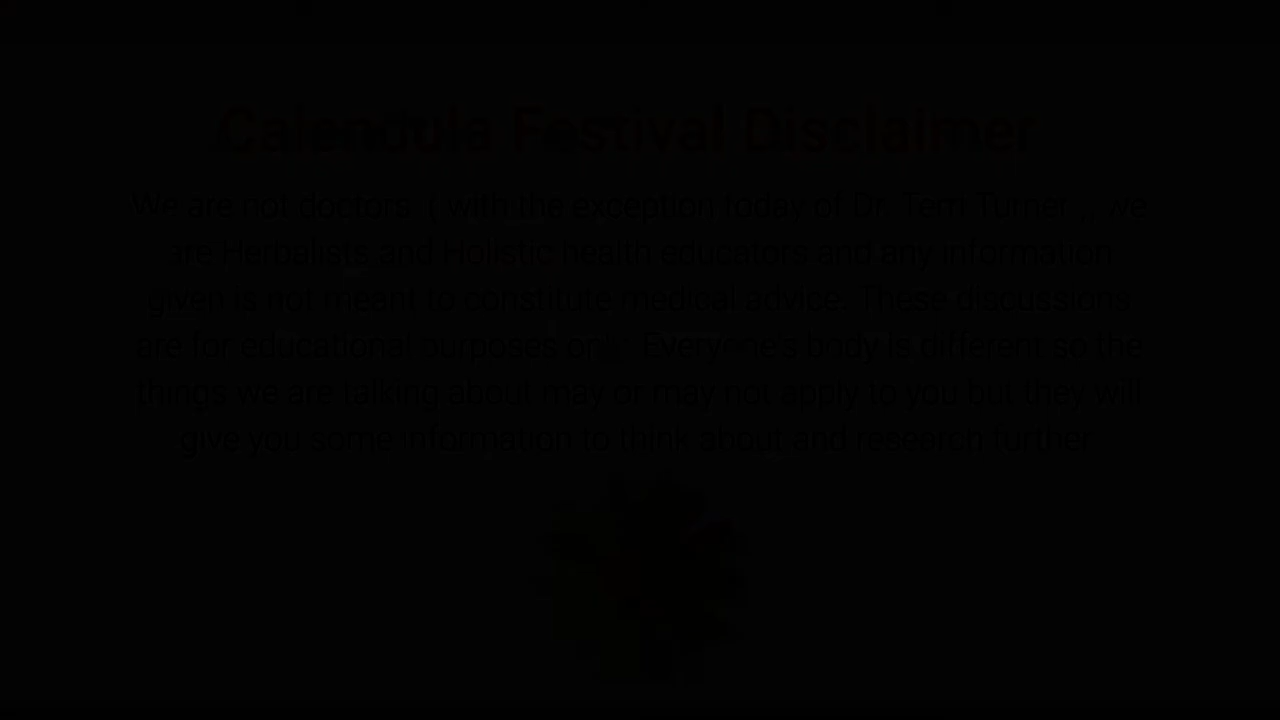 Calendula Festival Disclaimer
We are not doctors ( with the exception today of Dr. Terri Turner ) , we
are Herbalists and Holistic health educators and any information
given is not meant to constitute medical advice. These discussions
are for educational purposes only. Everyone's body is different so the
things we are talking about may or may not apply to you but they will
give you some information to think about and research further